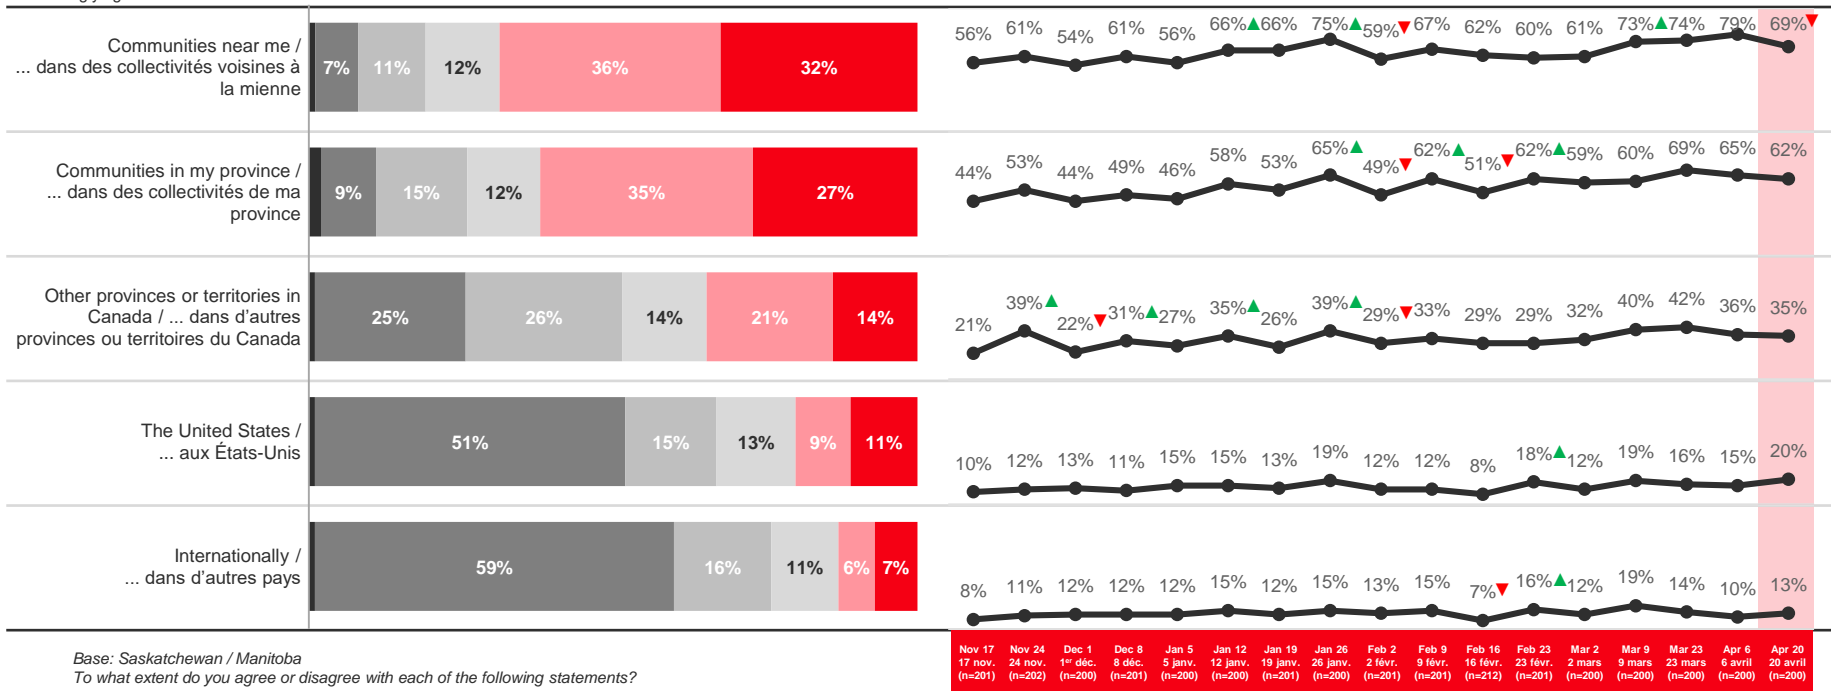 Communities near me /
... dans des collectivités voisines à
la mienne
7% 11% 12% 36% 32%
56% 61% 54% 61% 56% 66% 66% 75% 59% 67% 62% 60% 61% 73% 74% 79% 69%
Communities in my province /
... dans des collectivités de ma
province
9% 15% 12% 35% 27%
44% 53% 44% 49% 46% 58% 53% 65% 49% 62% 51% 62% 59% 60% 69% 65% 62%
Other provinces or territories in
Canada / ... dans d'autres
provinces ou territoires du Canada
25% 26% 14% 21% 14%
21% 39% 22% 31% 27% 35% 26% 39% 29% 33% 29% 29% 32% 40% 42% 36% 35%
The United States /
... aux États-Unis
51% 15% 13% 9% 11%
10% 12% 13% 11% 15% 15% 13% 19% 12% 12% 8% 18% 12% 19% 16% 15% 20%
Internationally /
... dans d'autres pays
59% 16% 11% 6% 7%
8% 11% 12% 12% 12% 15% 12% 15% 13% 15% 7% 16% 12% 19% 14% 10% 13%
Nov 17 Nov 24 Dec 1 Dec 8 Jan 5 Jan 12 Jan 19 Jan 26 Feb 2 Feb 9 Feb 16 Feb 23 Mar 2 Mar 9 Mar 23 Apr 6 Apr 20
17 nov. 24 nov. 1er déc. 8 déc. 5 janv. 12 janv. 19 janv. 26 janv. 2 févr. 9 févr. 16 févr. 23 févr. 2 mars 9 mars 23 mars 6 avril 20 avril
(n=201) (n=202) (n=200) (n=201) (n=200) (n=200) (n=201) (n=200) (n=201) (n=201) (n=212) (n=201) (n=200) (n=200) (n=200) (n=200) (n=200)
Base: Saskatchewan / Manitoba
To what extent do you agree or disagree with each of the following statements?